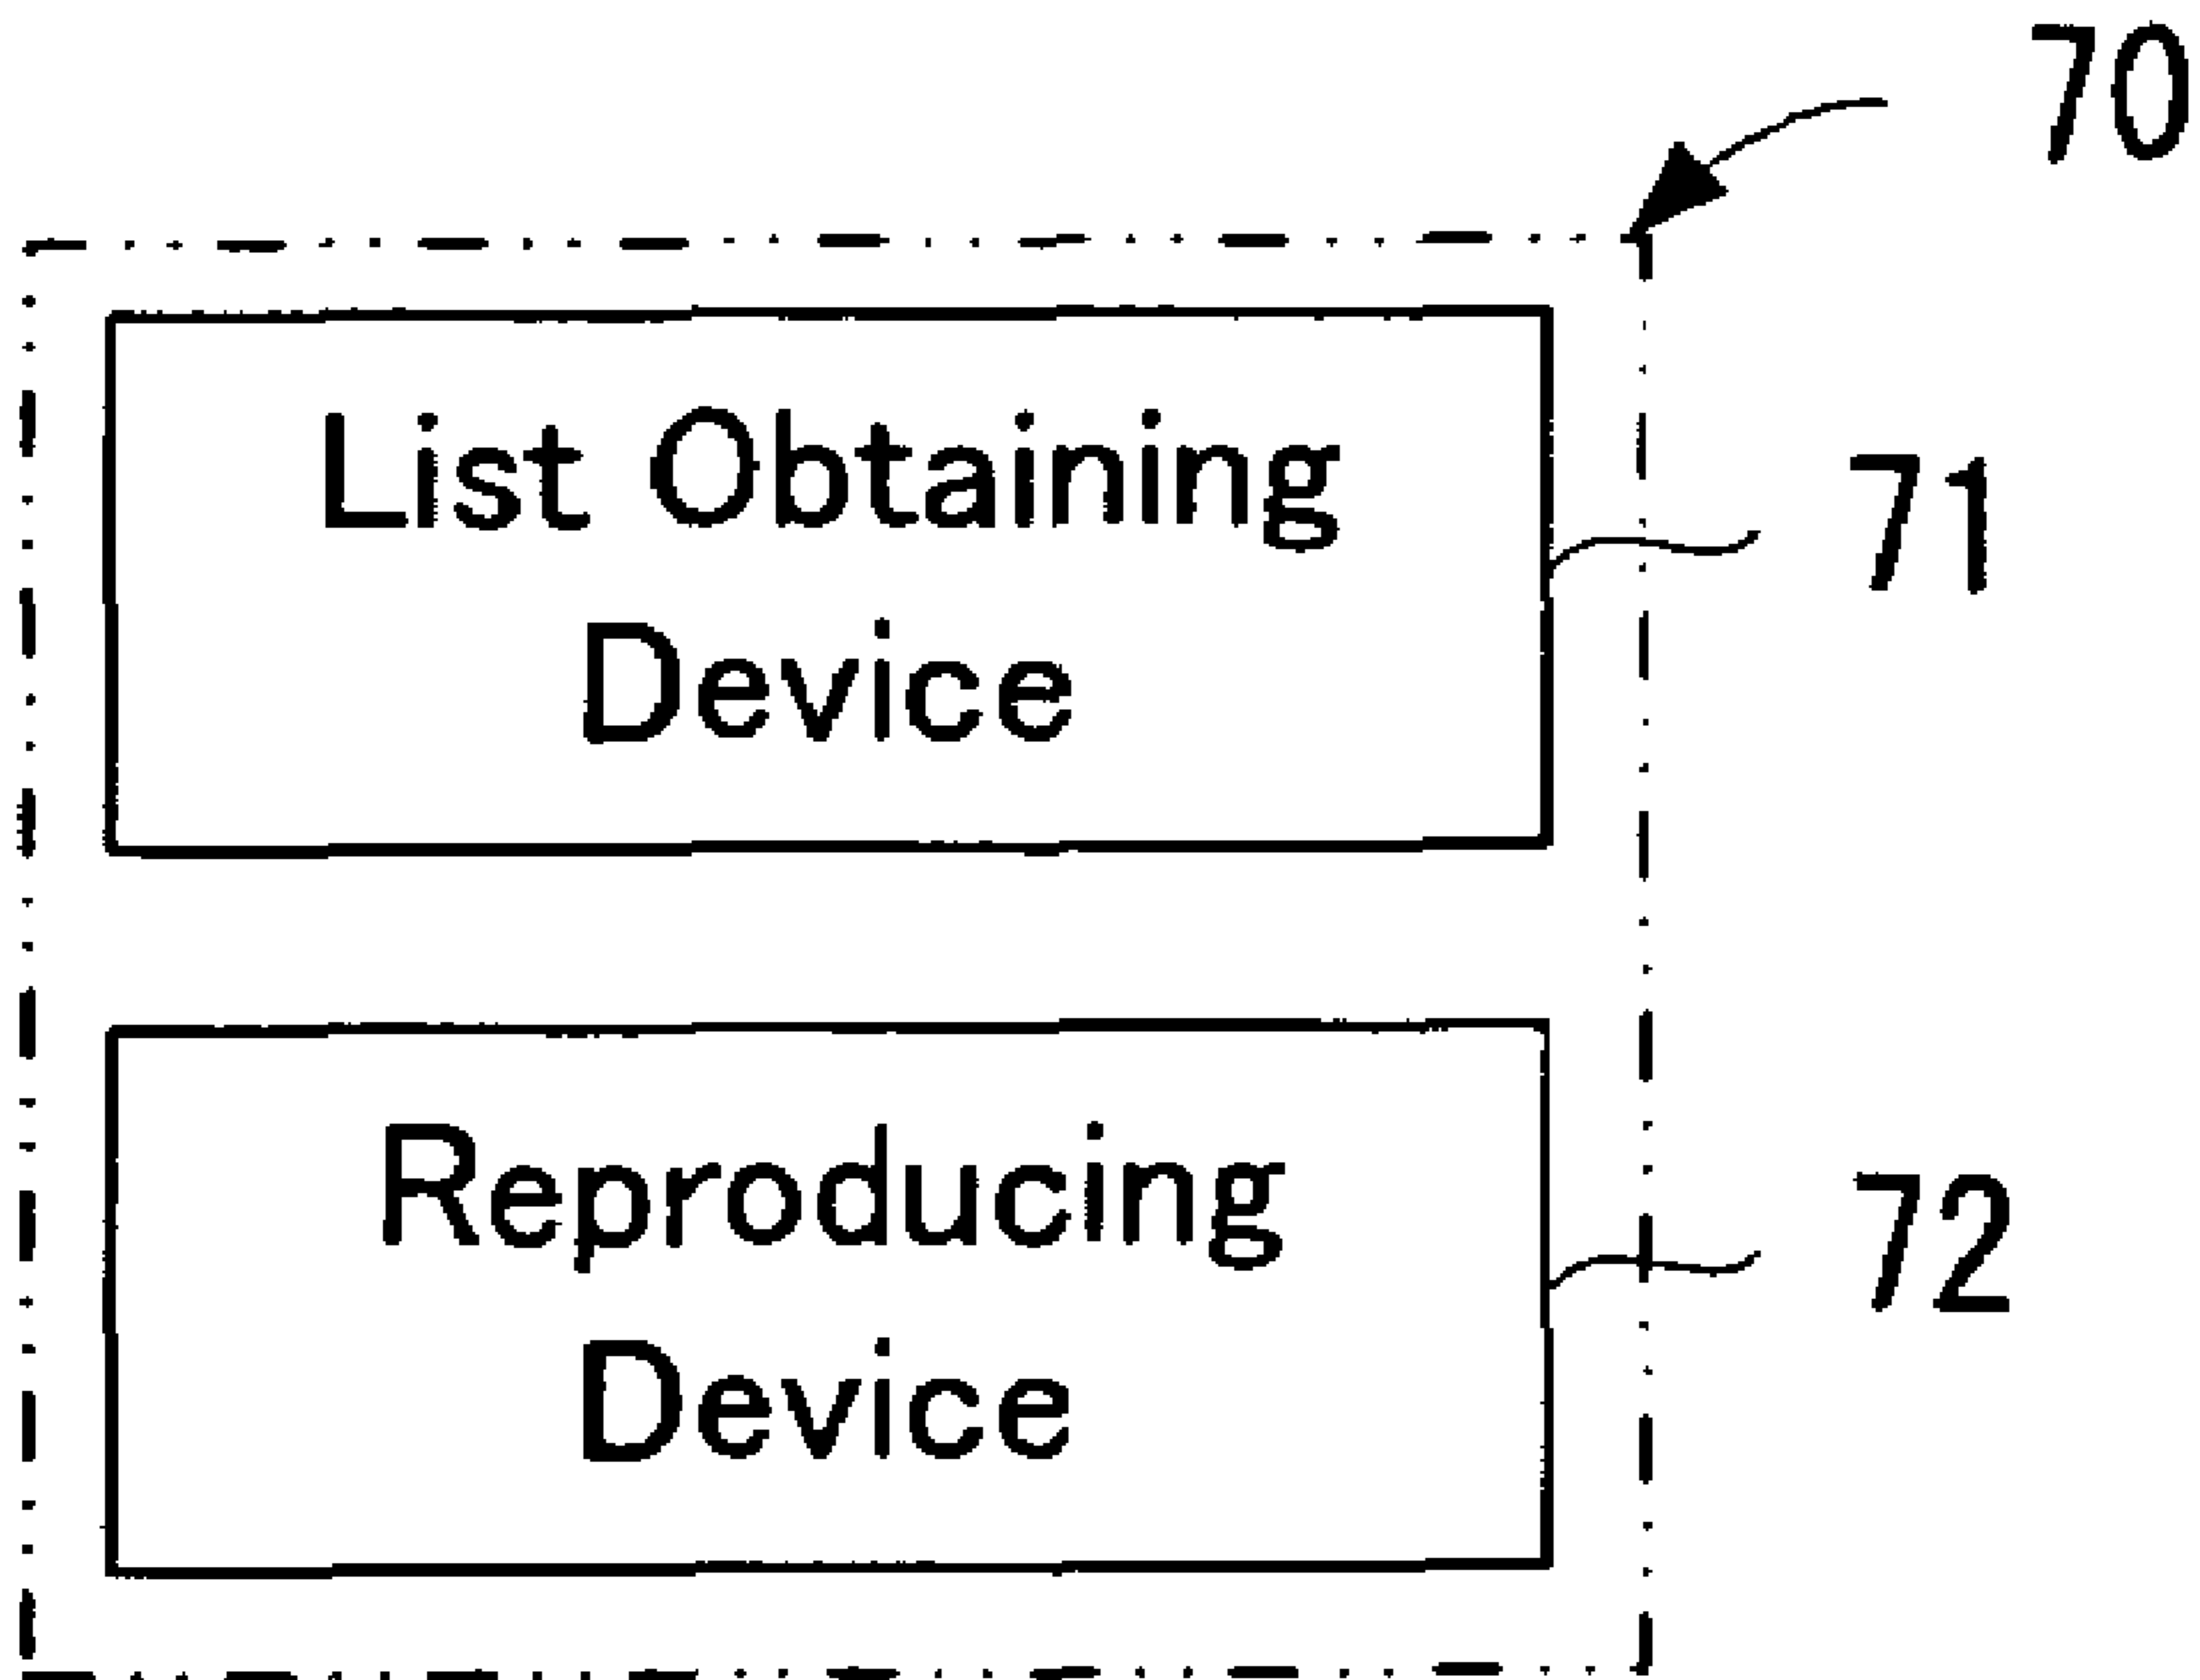 70
List Obtaining
Device
71
Reproducing
Device
72